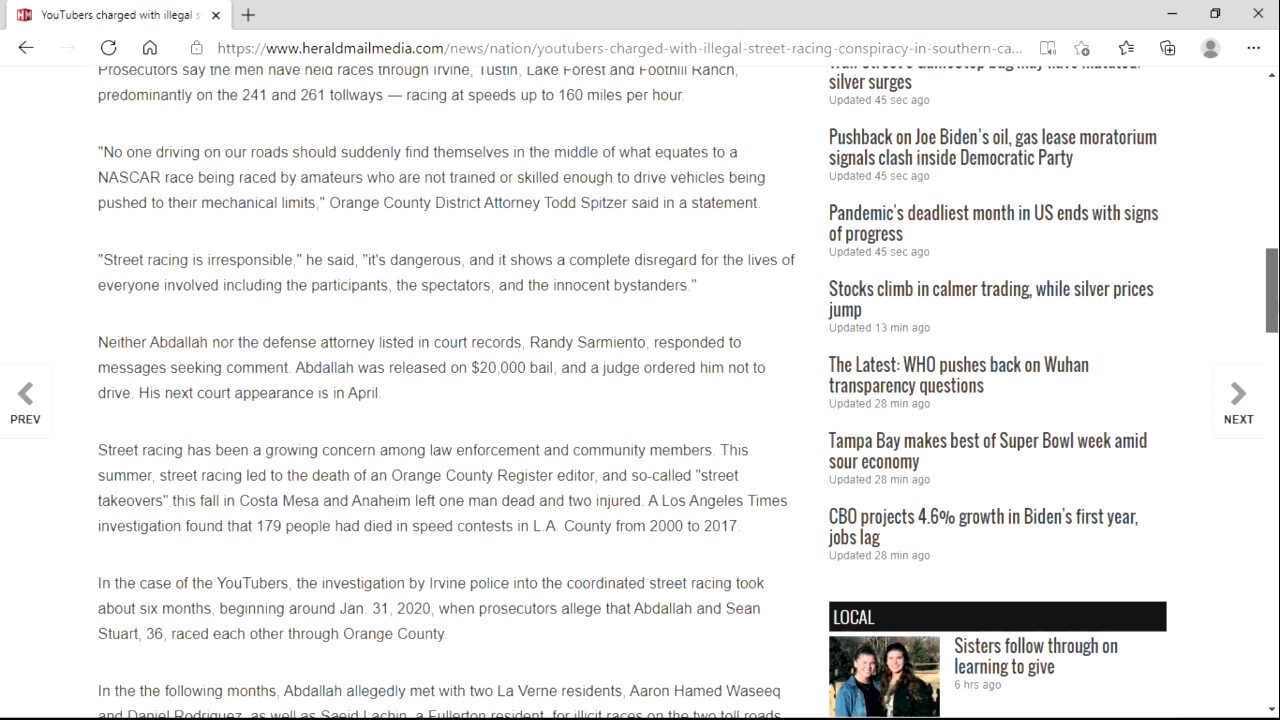 YouTubers charged with illegal s
https://www.heraldmailmedia.com/news/nation/youtubers-charged-with-illegal-street-racing-conspiracy-in-southern-ca...
Prosecutors say the men have held races through Irvine, Tustin, Lake Forest and Foothill Ranch,
predominantly on the 241 and 261 tollways — racing at speeds up to 160 miles per hour.
"No one driving on our roads should suddenly find themselves in the middle of what equates to a
NASCAR race being raced by amateurs who are not trained or skilled enough to drive vehicles being
pushed to their mechanical limits," Orange County District Attorney Todd Spitzer said in a statement.
"Street racing is irresponsible," he said, "it's dangerous, and it shows a complete disregard for the lives of
everyone involved including the participants, the spectators, and the innocent bystanders."
Neither Abdallah nor the defense attorney listed in court records, Randy Sarmiento, responded to
messages seeking comment. Abdallah was released on $20,000 bail, and a judge ordered him not to
drive. His next court appearance is in April.
Street racing has been a growing concern among law enforcement and community members. This
summer, street racing led to the death of an Orange County Register editor, and so-called "street
takeovers" this fall in Costa Mesa and Anaheim left one man dead and two injured. A Los Angeles Times
investigation found that 179 people had died in speed contests in L.A. County from 2000 to 2017.
In the case of the YouTubers, the investigation by Irvine police into the coordinated street racing took
about six months, beginning around Jan. 31, 2020, when prosecutors allege that Abdallah and Sean
Stuart, 36, raced each other through Orange County.
In the the following months, Abdallah allegedly met with two La Verne residents, Aaron Hamed Waseeq
and Daniel Rodriguez, as well as Saeid Lachin, a Fullerton resident, for illicit races on the two toll roads
PREV
NEXT
silver surges
Updated 45 sec ago
Pushback on Joe Biden's oil, gas lease moratorium
signals clash inside Democratic Party
Updated 45 sec ago
Pandemic's deadliest month in US ends with signs
of progress
Updated 45 sec ago
Stocks climb in calmer trading, while silver prices
jump
Updated 13 min ago
The Latest: WHO pushes back on Wuhan
transparency questions
Updated 28 min ago
Tampa Bay makes best of Super Bowl week amid
sour economy
Updated 28 min ago
CBO projects 4.6% growth in Biden's first year,
jobs lag
Updated 28 min ago
LOCAL
Sisters follow through on
learning to give
6 hrs ago